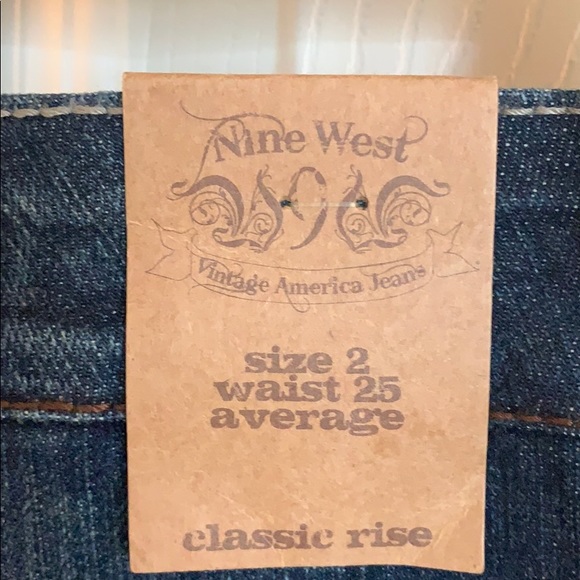 Nine West
9
Vintage America Jeans
size 2
waist 25
average
classic rise